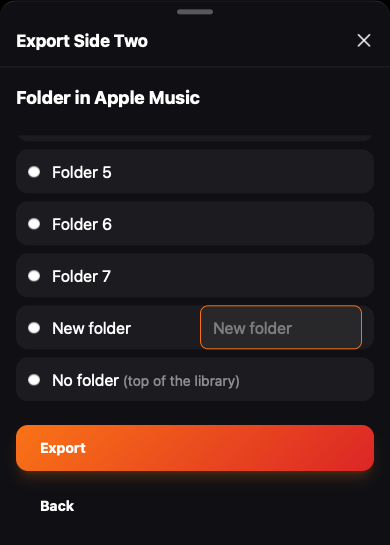 Export Side Two
Folder in Apple Music
Folder 5
Folder 6
Folder 7
New folder New folder
No folder (top of the library)
Export
Back